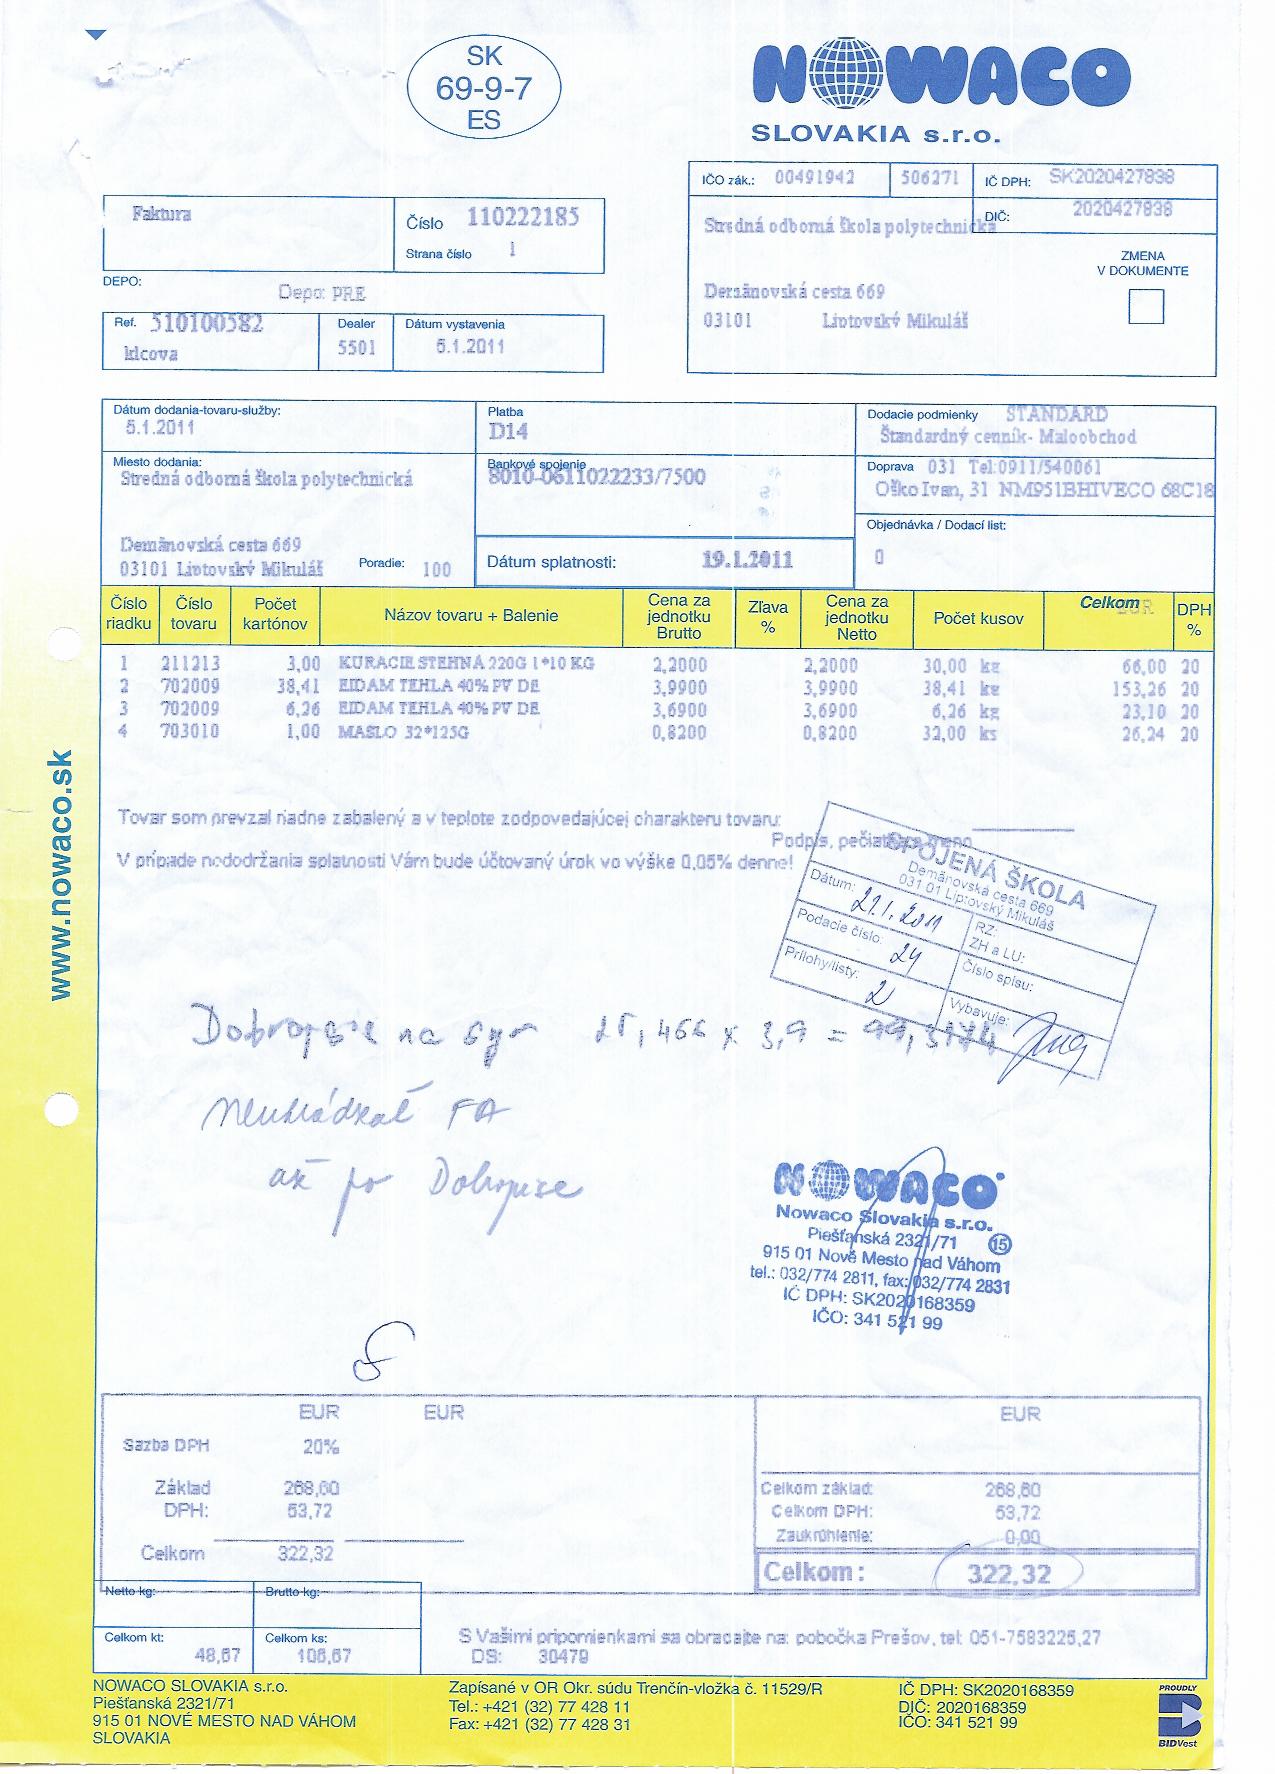 SK
69-9-7
ES
NOWACO
SLOVAKIA s.r.o.
IČO zák.: 00491942 506271 IČ DPH: SK2020427838
DIČ: 2020427838
Faktura
Číslo 110222185
Strana číslo 1
Stredná odborná škola polytechnická
ZMENA
V DOKUMENTE
DEPO:
Depo: PRE
Demänovská cesta 669
03101 Liptovský Mikuláš
Ref. 510100582
klcova
Dealer
5501
Dátum vystavenia
5.1.2011
Dátum dodania-tovaru-služby:
5.1.2011
Platba
D14
Dodacie podmienky STANDARD
Štandardný cenník- Maloobchod
Miesto dodania:
Stredná odborná škola polytechnická
Bankové spojenie
8010-0611022233/7500
Doprava 031 Tel:0911/540061
Oško Ivan, 31 NM951BHIVECO 68C18
Objednávka / Dodací list:
0
Demänovská cesta 669
03101 Liptovský Mikuláš
Poradie: 100
Dátum splatnosti: 19.1.2011
Číslo riadku Číslo tovaru Počet kartónov Názov tovaru + Balenie Cena za jednotku Brutto Zľava % Cena za jednotku Netto Počet kusov Celkom EUR DPH %
1 211213 3,00 KURACIE STEHNÁ 220G 1*10 KG 2,2000 2,2000 30,00 kg 66,00 20
2 702009 38,41 EIDAM TEHLA 40% PV DE 3,9900 3,9900 38,41 kg 153,26 20
3 702009 6,26 EIDAM TEHLA 40% PV DE 3,6900 3,6900 6,26 kg 23,10 20
4 703010 1,00 MASLO 32*125G 0,8200 0,8200 32,00 ks 26,24 20
www.nowaco.sk
Tovar som prevzal riadne zabalený a v teplote zodpovedajúcej charakteru tovaru:
Podpis, pečiatka, meno
V prípade nedodržania splatnosti Vám bude účtovaný úrok vo výške 0,05% denne!
SPOJENÁ ŠKOLA
Demänovská cesta 669
031 01 Liptovský Mikuláš
Dátum: 21.1.2011
RZ:
ZH a LU:
Podacie číslo: 24
Číslo spisu:
Prílohy/listy: 2
Vybavuje:
Dobropis na syr 25,466 x 3,9 = 99,3174
Neuhrádzať FA
až po Dobropise
NOWACO
Nowaco Slovakia s.r.o.
Piešťanská 2321/71 15
915 01 Nové Mesto nad Váhom
tel.: 032/774 2811, fax: 032/774 2831
IČ DPH: SK2020168359
IČO: 341 521 99
EUR EUR
Sazba DPH 20%
Základ 268,60
DPH: 53,72
Celkom 322,32
EUR
Celkom základ: 268,60
Celkom DPH: 53,72
Zaukrúhlenie: 0,00
Celkom: 322,32
Netto kg: Brutto kg:
Celkom kt: 48,67
Celkom ks: 106,67
S Vašimi pripomienkami sa obracajte na: pobočka Prešov, tel: 051-7583225,27
DS: 30479
NOWACO SLOVAKIA s.r.o.
Piešťanská 2321/71
915 01 NOVÉ MESTO NAD VÁHOM
SLOVAKIA
Zapísané v OR Okr. súdu Trenčín-vložka č. 11529/R
Tel.: +421 (32) 77 428 11
Fax: +421 (32) 77 428 31
IČ DPH: SK2020168359
DIČ: 2020168359
IČO: 341 521 99
PROUDLY
BIDVest